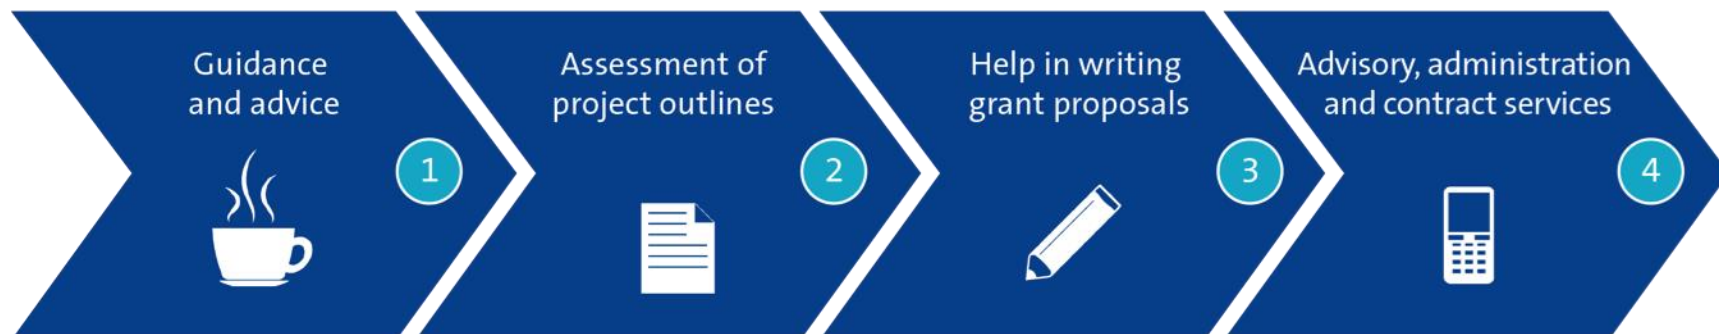 Guidance
and advice
1
Assessment of
project outlines
2
Help in writing
grant proposals
3
Advisory, administration
and contract services
4